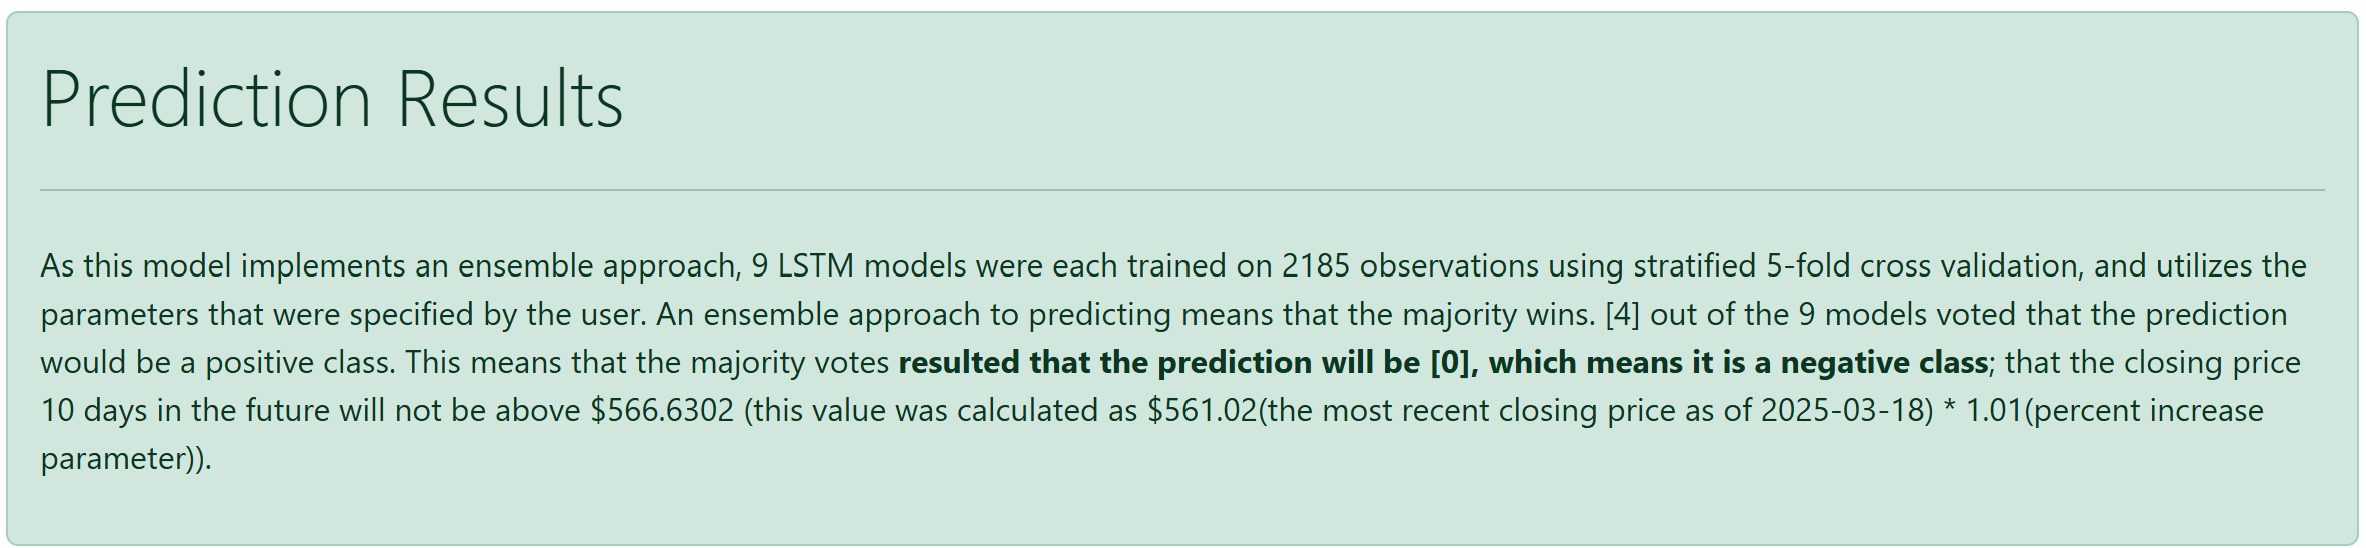 Prediction Results
As this model implements an ensemble approach, 9 LSTM models were each trained on 2185 observations using stratified 5-fold cross validation, and utilizes the
parameters that were specified by the user. An ensemble approach to predicting means that the majority wins. [4] out of the 9 models voted that the prediction
would be a positive class. This means that the majority votes resulted that the prediction will be [0], which means it is a negative class; that the closing price
10 days in the future will not be above $566.6302 (this value was calculated as $561.02(the most recent closing price as of 2025-03-18) * 1.01(percent increase
parameter)).